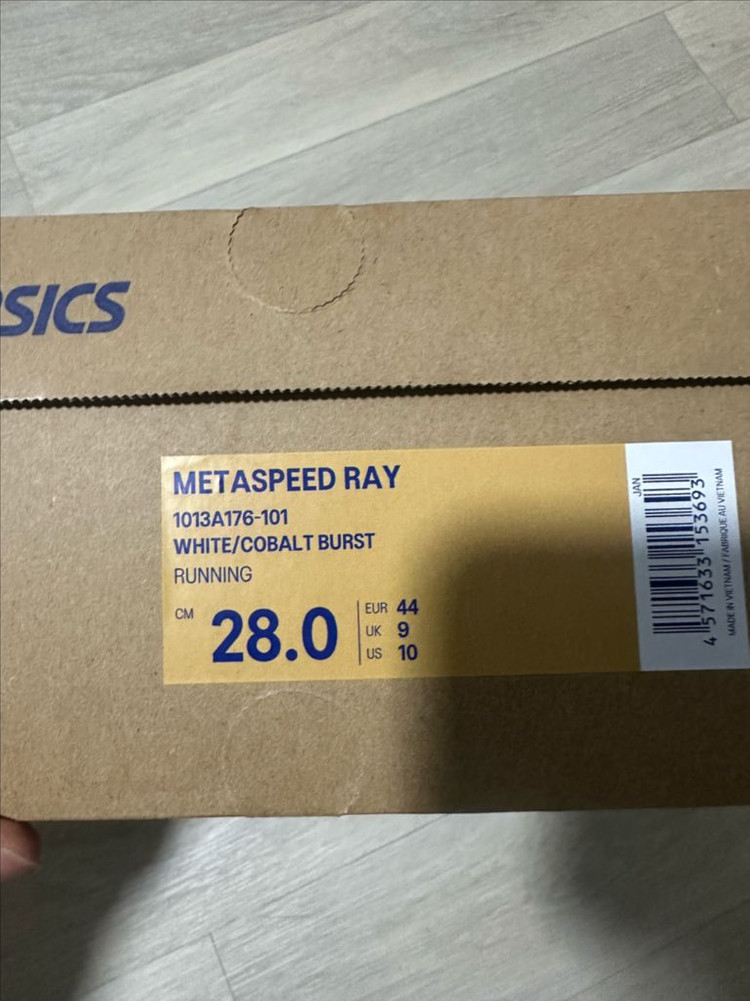 SICS
METASPEED RAY
1013A176-101
WHITE/COBALT BURST
RUNNING
CM 28.0
EUR 44
UK 9
US 10
JAN
4 571633 153693
MADE IN VIETNAM / FABRIQUE AU VIETNAM